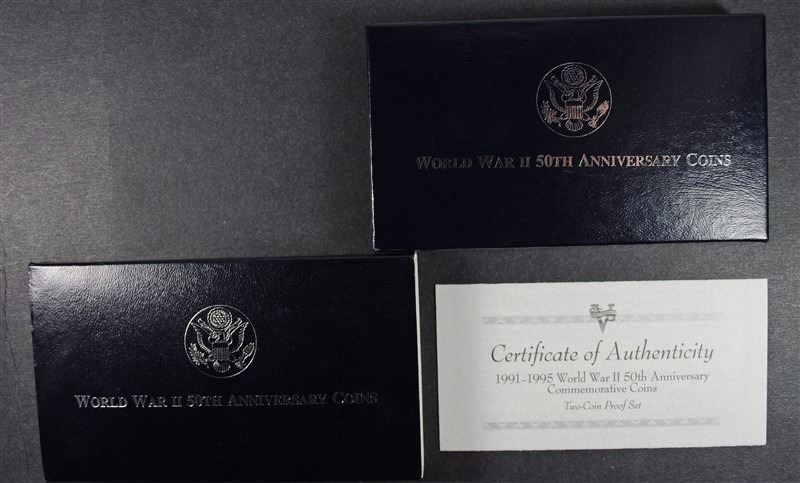 WORLD WAR II 50TH ANNIVERSARY COINS
WORLD WAR II 50TH ANNIVERSARY COINS
V
Certificate of Authenticity
1991-1995 World War II 50th Anniversary
Commemorative Coins
Two-Coin Proof Set